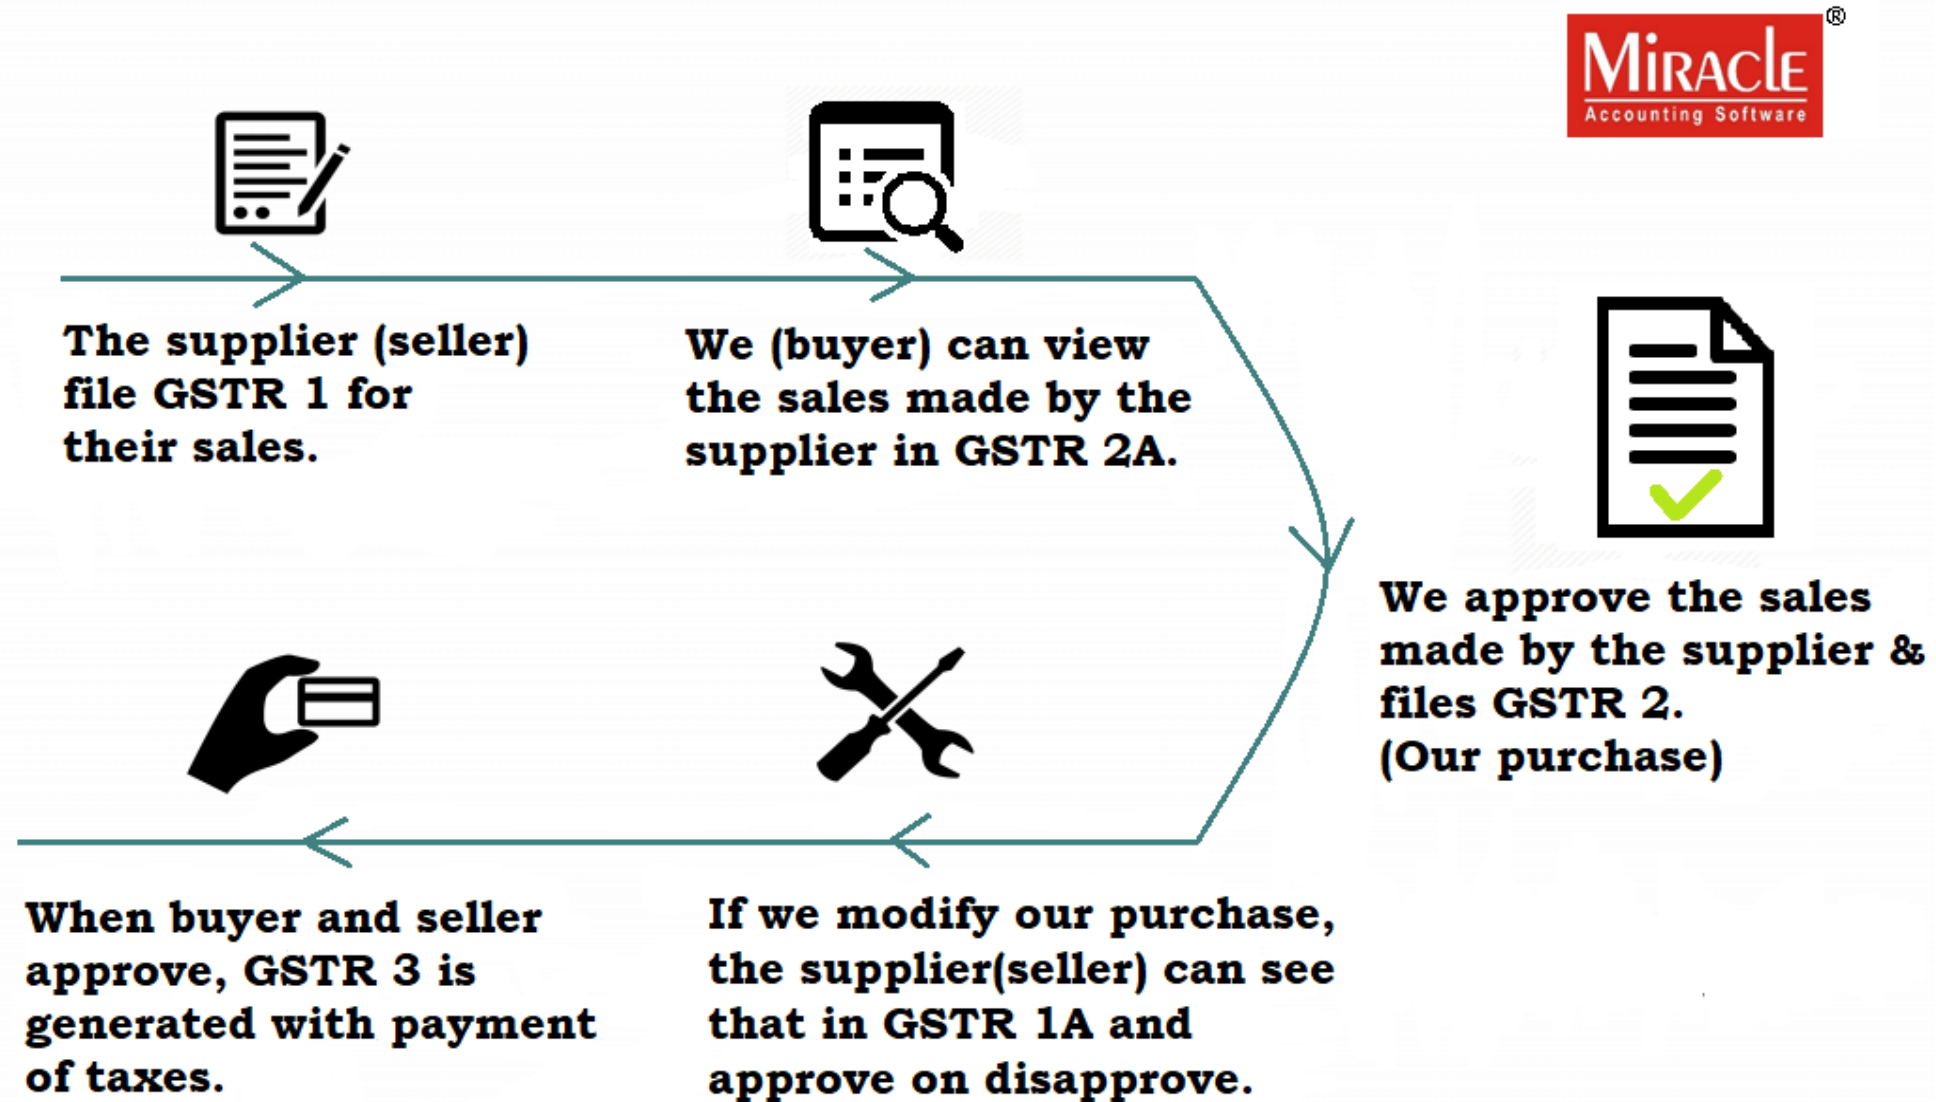 ®
MIRACLE
Accounting Software
The supplier (seller)
file GSTR 1 for
their sales.
We (buyer) can view
the sales made by the
supplier in GSTR 2A.
We approve the sales
made by the supplier &
files GSTR 2.
(Our purchase)
If we modify our purchase,
the supplier(seller) can see
that in GSTR 1A and
approve on disapprove.
When buyer and seller
approve, GSTR 3 is
generated with payment
of taxes.